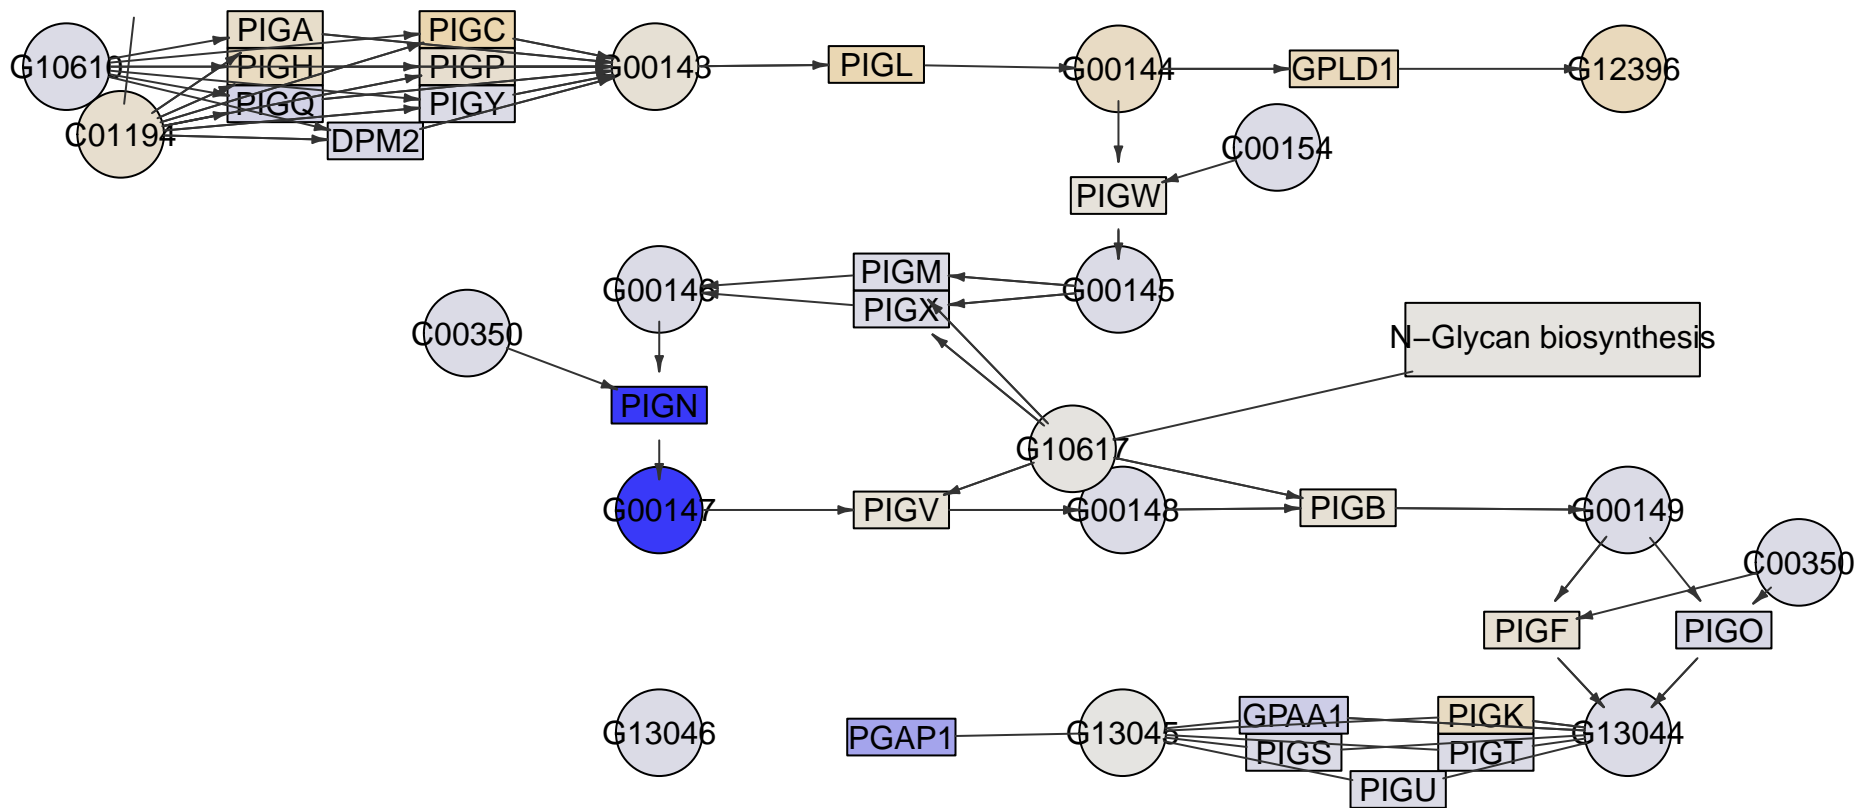 PIGA
PIGC
G10610
PIGH
PIGP
G00143
PIGL
G00144
GPLD1
G12396
PIGQ
PIGY
C01194
DPM2
C00154
PIGW
PIGM
G00146
G00145
PIGX
C00350
N−Glycan biosynthesis
PIGN
G10617
G00147
PIGV
G00148
PIGB
G00149
C00350
PIGF
PIGO
GPAA1
PIGK
G13046
PGAP1
G13045
G13044
PIGS
PIGT
PIGU